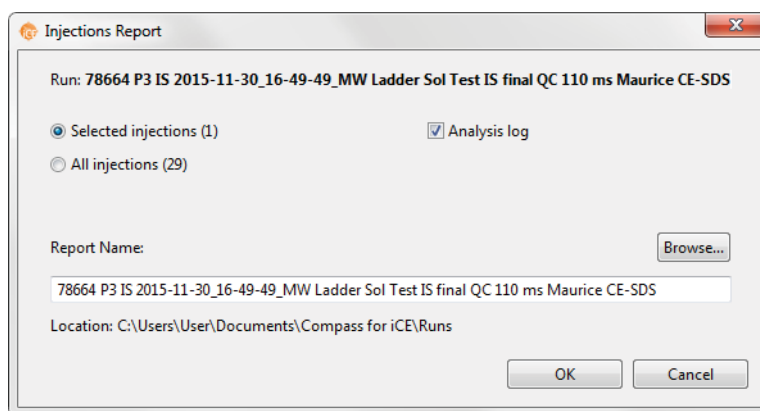 Injections Report
Run: 78664 P3 IS 2015-11-30_16-49-49_MW Ladder Sol Test IS final QC 110 ms Maurice CE-SDS
Selected injections (1)
Analysis log
All injections (29)
Report Name:
Browse...
78664 P3 IS 2015-11-30_16-49-49_MW Ladder Sol Test IS final QC 110 ms Maurice CE-SDS
Location: C:\Users\User\Documents\Compass for iCE\Runs
OK
Cancel